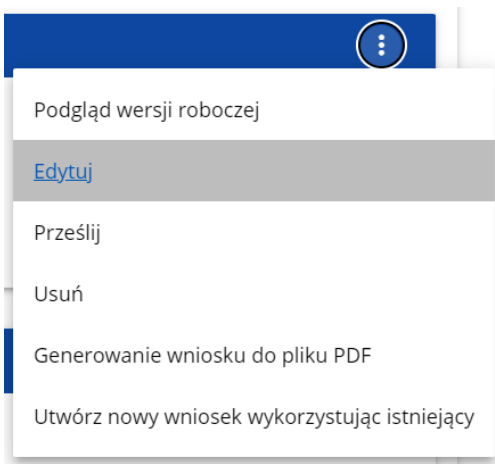 Podgląd wersji roboczej
Edytuj
Prześlij
Usuń
Generowanie wniosku do pliku PDF
Utwórz nowy wniosek wykorzystując istniejący